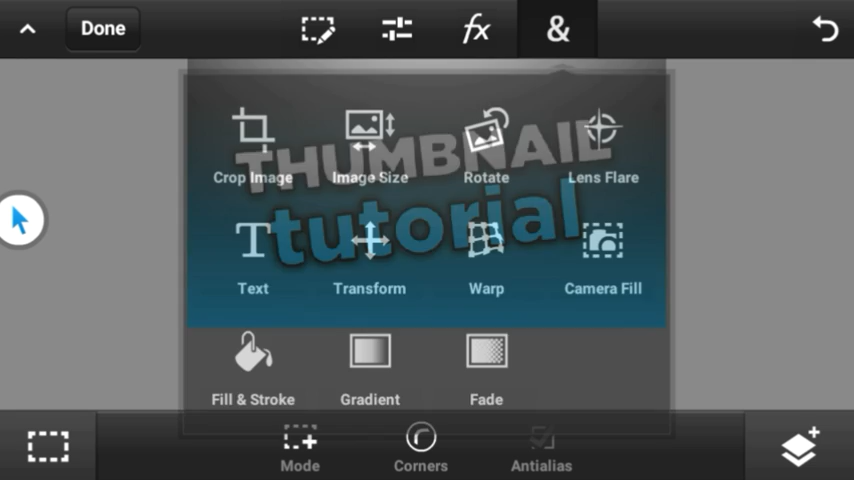 Done fx &
THUMBNAIL
tutorial
Crop Image Image Size Rotate Lens Flare
Text Transform Warp Camera Fill
Fill & Stroke Gradient Fade
Mode Corners Antialias